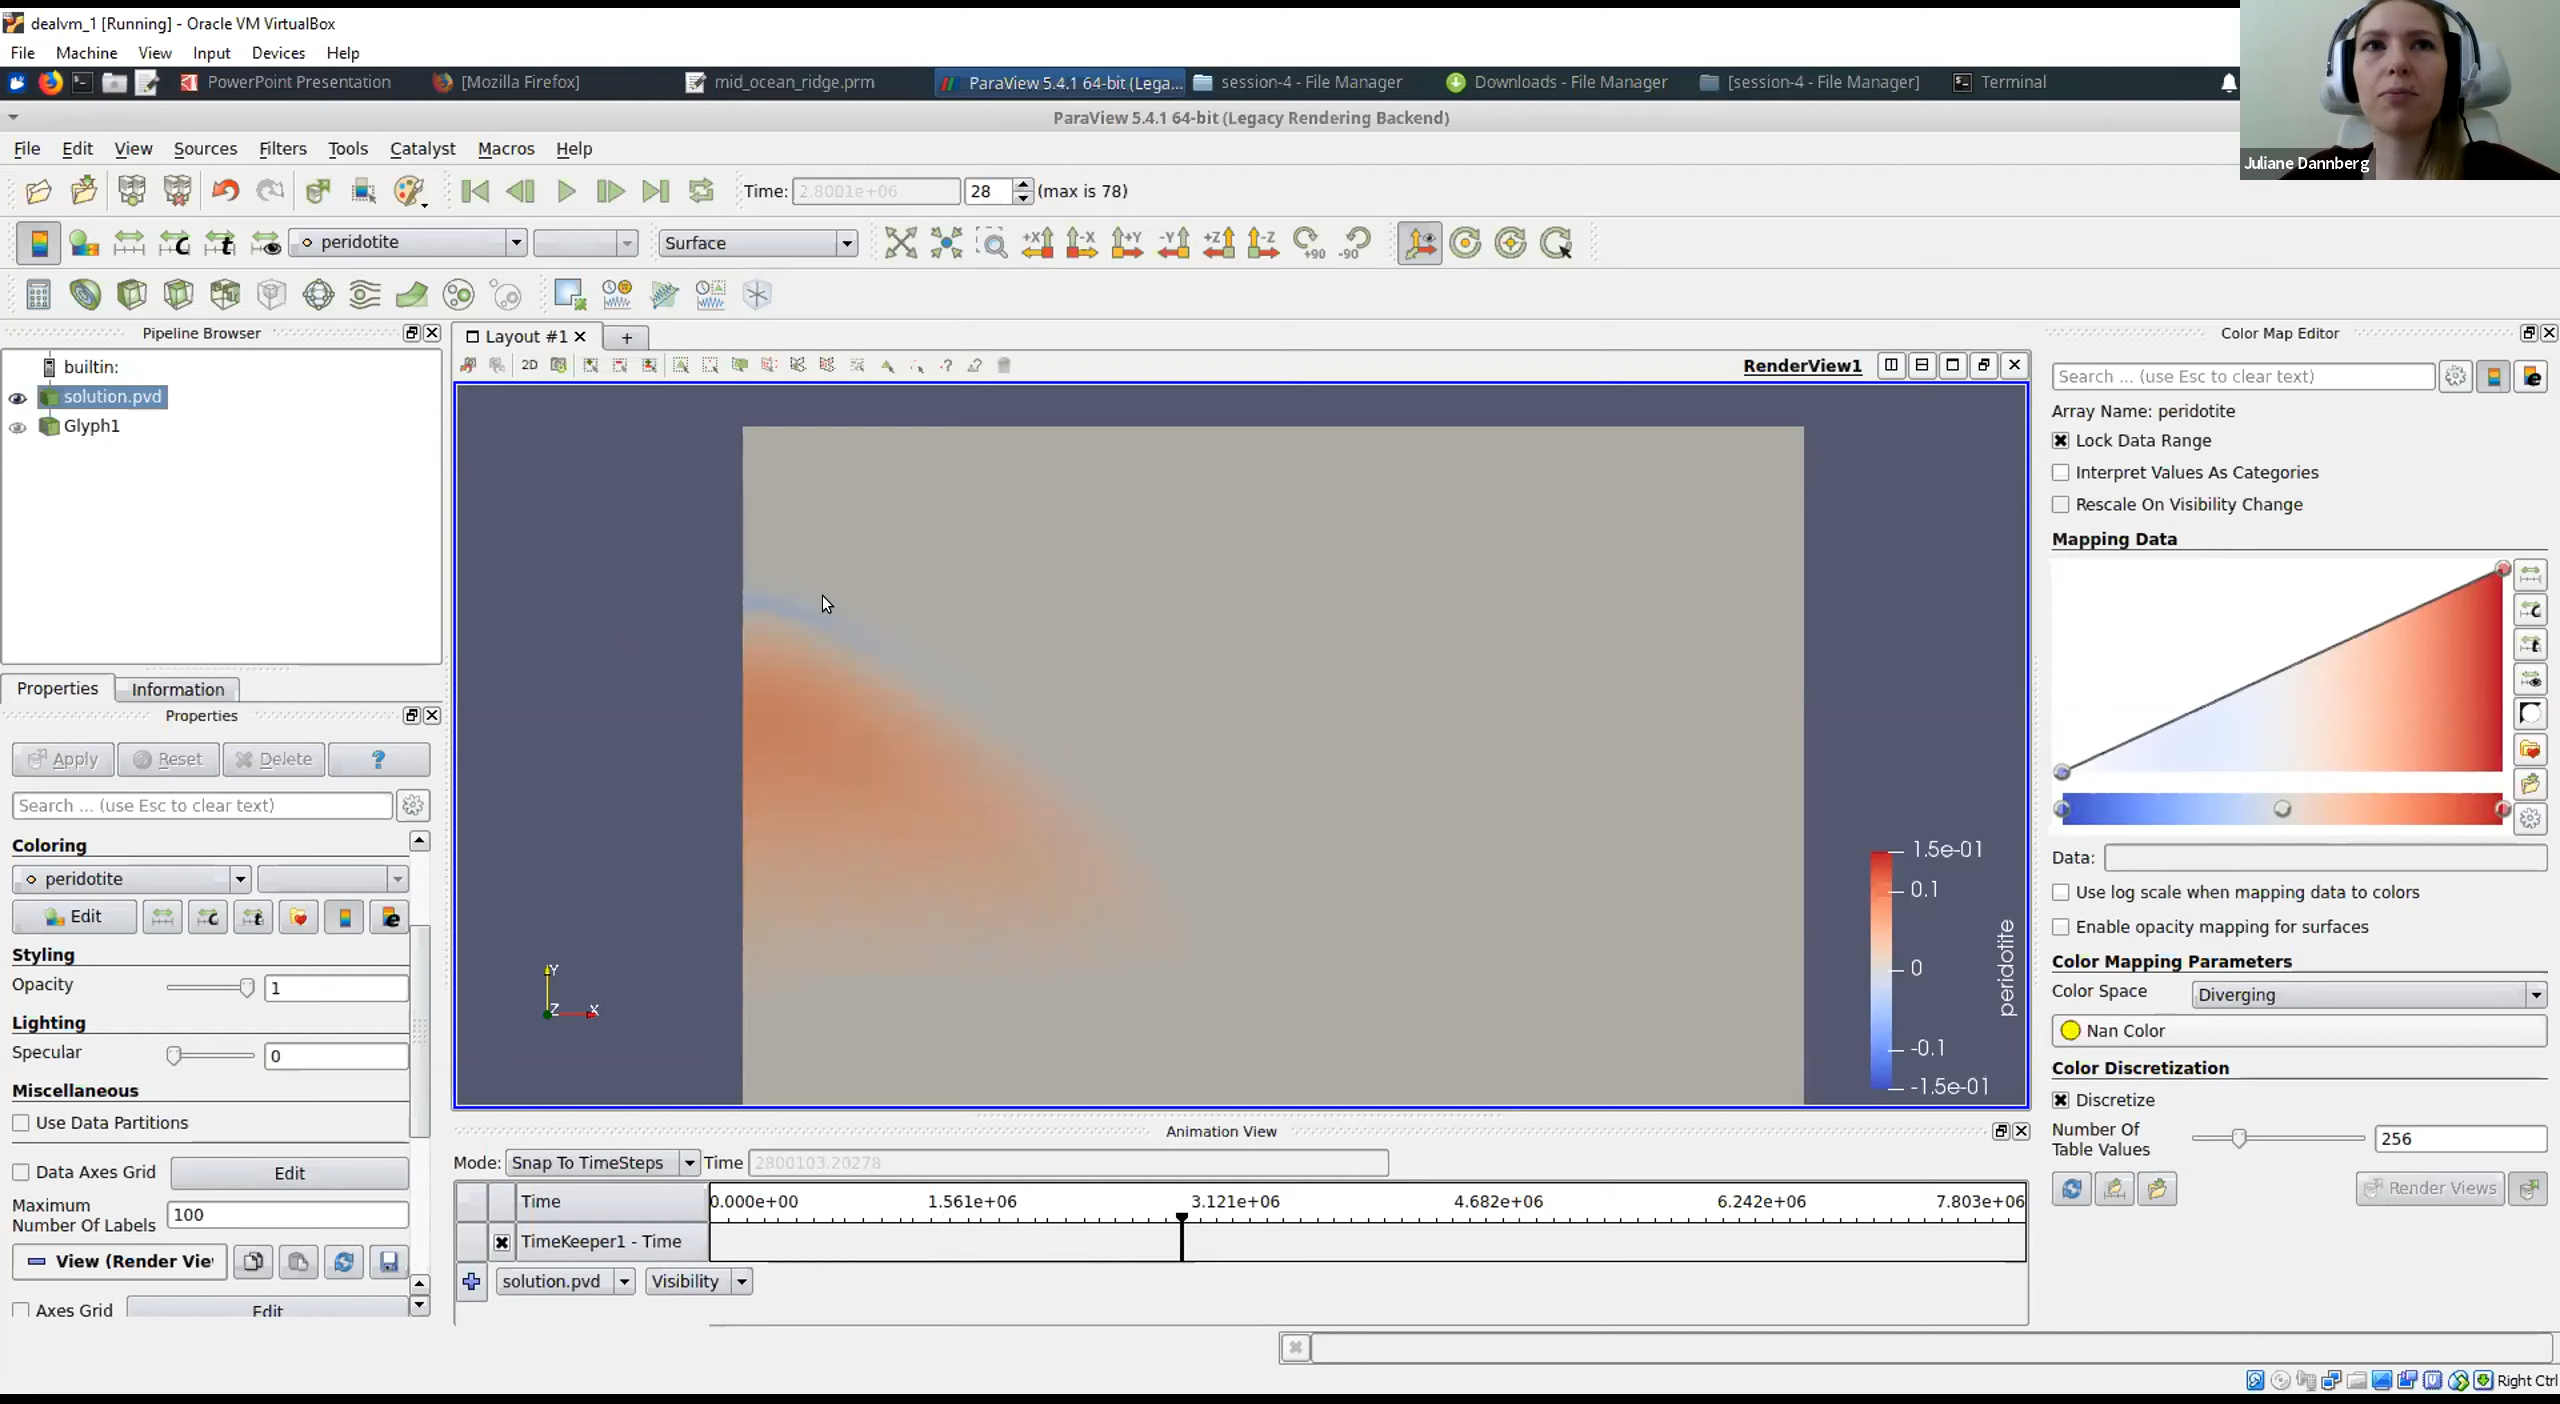 dealvm_1 [Running] - Oracle VM VirtualBox
File Machine View Input Devices Help
PowerPoint Presentation [Mozilla Firefox] mid_ocean_ridge.prm ParaView 5.4.1 64-bit (Lega... session-4 - File Manager Downloads - File Manager [session-4 - File Manager] Terminal
ParaView 5.4.1 64-bit (Legacy Rendering Backend)
Juliane Dannberg
File Edit View Sources Filters Tools Catalyst Macros Help
Time: 2.8001e+06 28 (max is 78)
peridotite Surface +X -X +Y -Y +Z -Z +90 -90
Pipeline Browser
builtin:
solution.pvd
Glyph1
Properties Information
Properties
Apply Reset Delete ?
Search ... (use Esc to clear text)
Coloring
peridotite
Edit
Styling
Opacity 1
Lighting
Specular 0
Miscellaneous
Use Data Partitions
Data Axes Grid Edit
Maximum
Number Of Labels 100
View (Render Vie
Axes Grid Edit
Layout #1 +
2D RenderView1
1.5e-01
0.1
0
-0.1
-1.5e-01
peridotite
Y
Z X
Animation View
Mode: Snap To TimeSteps Time 2800103.20278
Time 0.000e+00 1.561e+06 3.121e+06 4.682e+06 6.242e+06 7.803e+06
TimeKeeper1 - Time
solution.pvd Visibility
Color Map Editor
Search ... (use Esc to clear text)
Array Name: peridotite
Lock Data Range
Interpret Values As Categories
Rescale On Visibility Change
Mapping Data
Data:
Use log scale when mapping data to colors
Enable opacity mapping for surfaces
Color Mapping Parameters
Color Space Diverging
Nan Color
Color Discretization
Discretize
Number Of
Table Values 256
Render Views
Right Ctrl